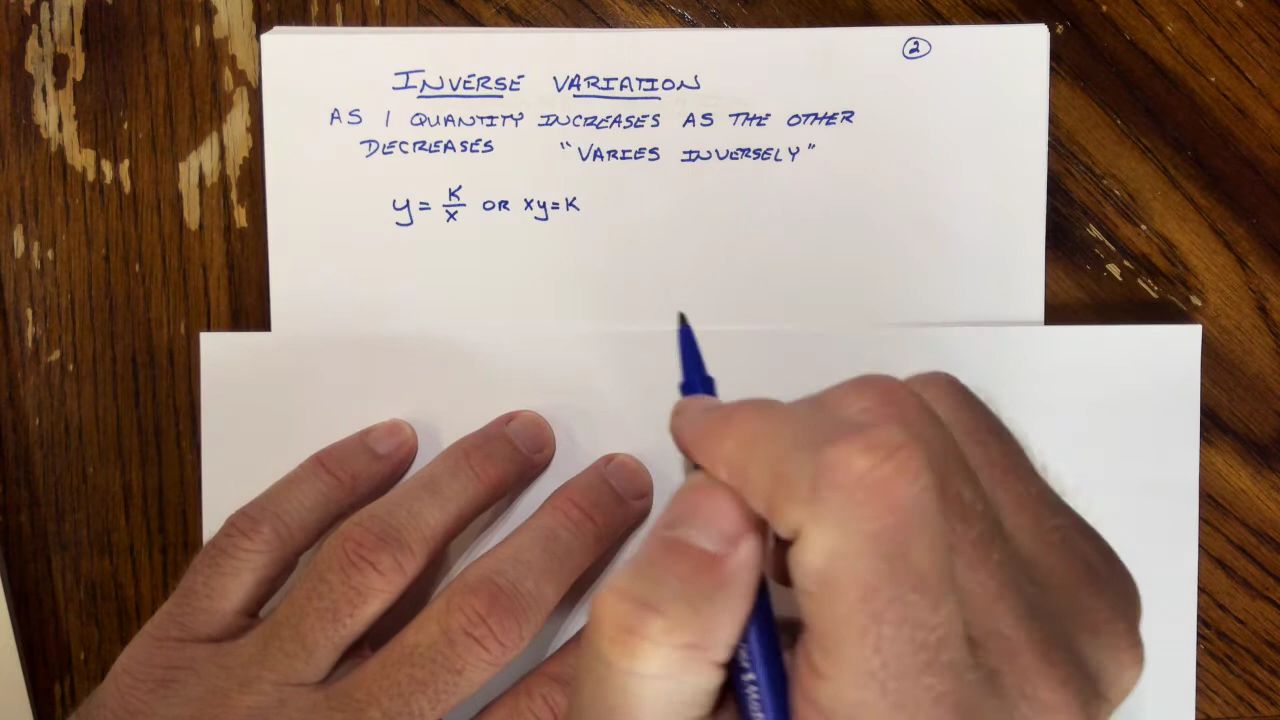 2
INVERSE VARIATION
AS 1 QUANTITY INCREASES AS THE OTHER
DECREASES "VARIES INVERSELY"
y = K/X OR xy=K